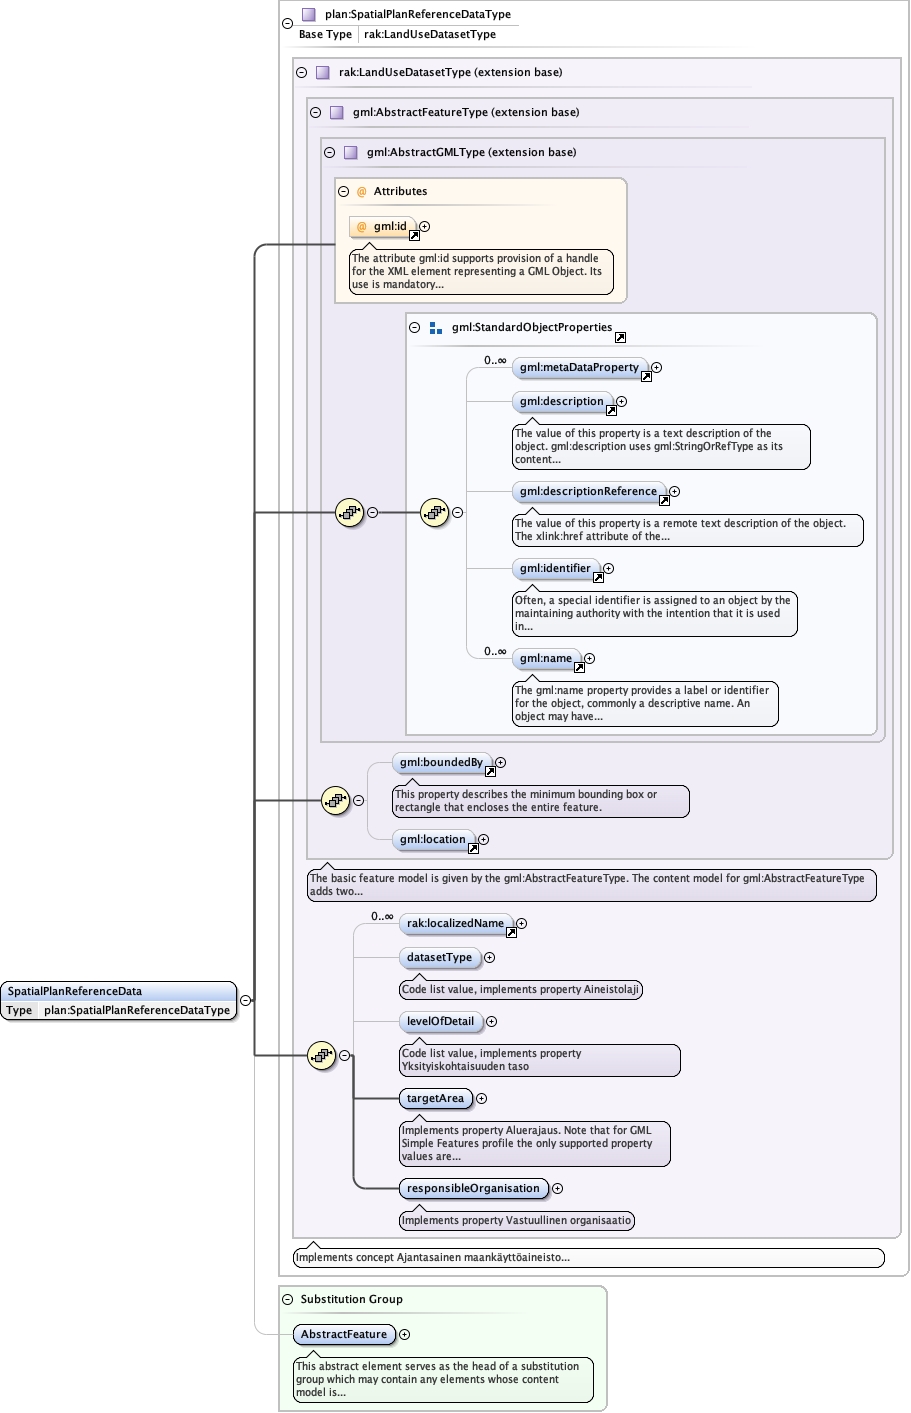 plan:SpatialPlanReferenceDataType
Base Type rak:LandUseDatasetType
rak:LandUseDatasetType (extension base)
gml:AbstractFeatureType (extension base)
gml:AbstractGMLType (extension base)
@ Attributes
@ gml:id
The attribute gml:id supports provision of a handle
for the XML element representing a GML Object. Its
use is mandatory...
gml:StandardObjectProperties
0..∞
gml:metaDataProperty
gml:description
The value of this property is a text description of the
object. gml:description uses gml:StringOrRefType as its
content...
gml:descriptionReference
The value of this property is a remote text description of the object.
The xlink:href attribute of the...
gml:identifier
Often, a special identifier is assigned to an object by the
maintaining authority with the intention that it is used
in...
0..∞
gml:name
The gml:name property provides a label or identifier
for the object, commonly a descriptive name. An
object may have...
gml:boundedBy
This property describes the minimum bounding box or
rectangle that encloses the entire feature.
gml:location
The basic feature model is given by the gml:AbstractFeatureType. The content model for gml:AbstractFeatureType
adds two...
0..∞
rak:localizedName
datasetType
Code list value, implements property Aineistolaji
levelOfDetail
Code list value, implements property
Yksityiskohtaisuuden taso
targetArea
Implements property Aluerajaus. Note that for GML
Simple Features profile the only supported property
values are...
responsibleOrganisation
Implements property Vastuullinen organisaatio
Implements concept Ajantasainen maankäyttöaineisto...
SpatialPlanReferenceData
Type plan:SpatialPlanReferenceDataType
Substitution Group
AbstractFeature
This abstract element serves as the head of a substitution
group which may contain any elements whose content
model is...